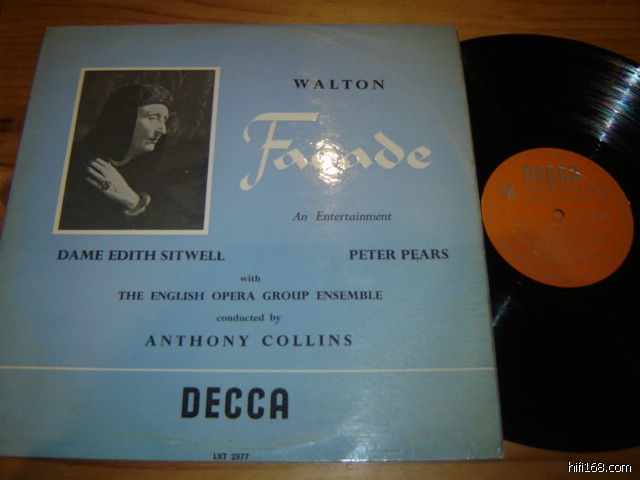 WALTON
Façade
An Entertainment
DAME EDITH SITWELL
PETER PEARS
with
THE ENGLISH OPERA GROUP ENSEMBLE
conducted by
ANTHONY COLLINS
DECCA
LXT 2977
DECCA
hifi168.com